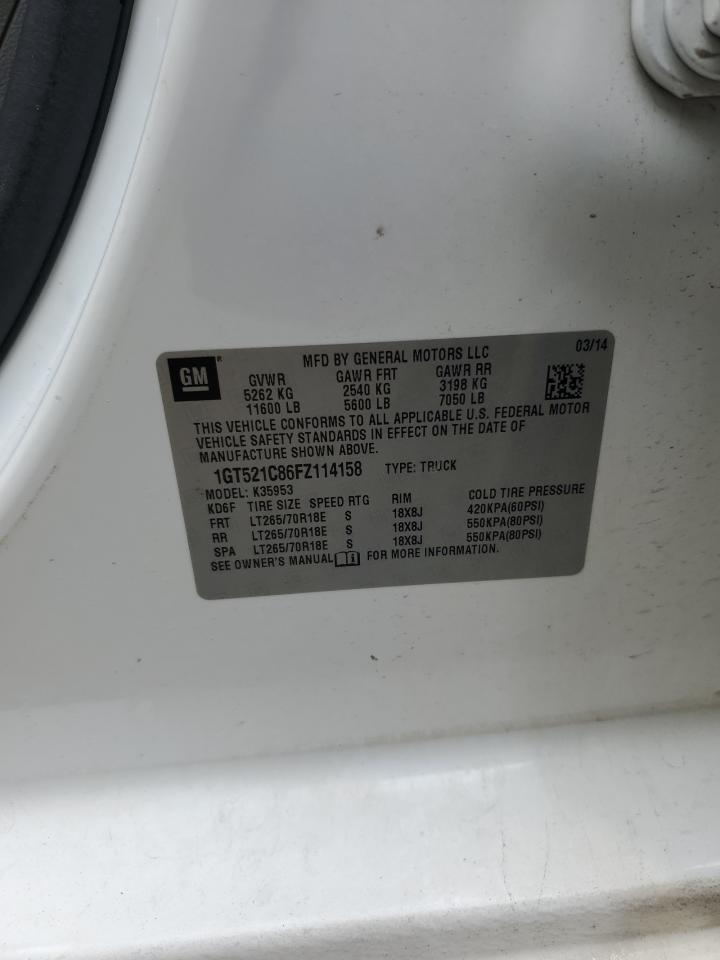 GM®
MFD BY GENERAL MOTORS LLC 03/14
GVWR GAWR FRT GAWR RR
5262 KG 2540 KG 3198 KG
11600 LB 5600 LB 7050 LB
THIS VEHICLE CONFORMS TO ALL APPLICABLE U.S. FEDERAL MOTOR
VEHICLE SAFETY STANDARDS IN EFFECT ON THE DATE OF
MANUFACTURE SHOWN ABOVE.
1GT521C86FZ114158 TYPE: TRUCK
MODEL: K35953
KD6F TIRE SIZE SPEED RTG RIM COLD TIRE PRESSURE
FRT LT265/70R18E S 18X8J 420KPA(60PSI)
RR LT265/70R18E S 18X8J 550KPA(80PSI)
SPA LT265/70R18E S 18X8J 550KPA(80PSI)
SEE OWNER'S MANUAL FOR MORE INFORMATION.